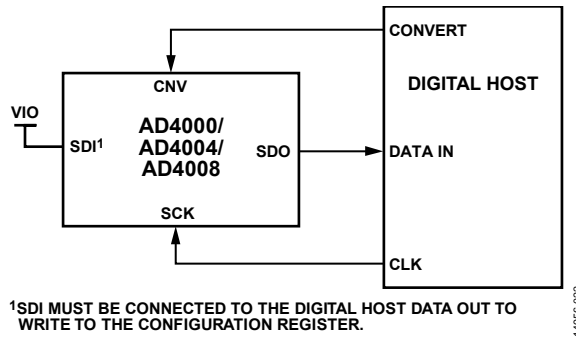 CONVERT
DIGITAL HOST
CNV
VIO
SDI1
AD4000/
AD4004/
AD4008
SDO
DATA IN
SCK
CLK
1SDI MUST BE CONNECTED TO THE DIGITAL HOST DATA OUT TO
WRITE TO THE CONFIGURATION REGISTER.